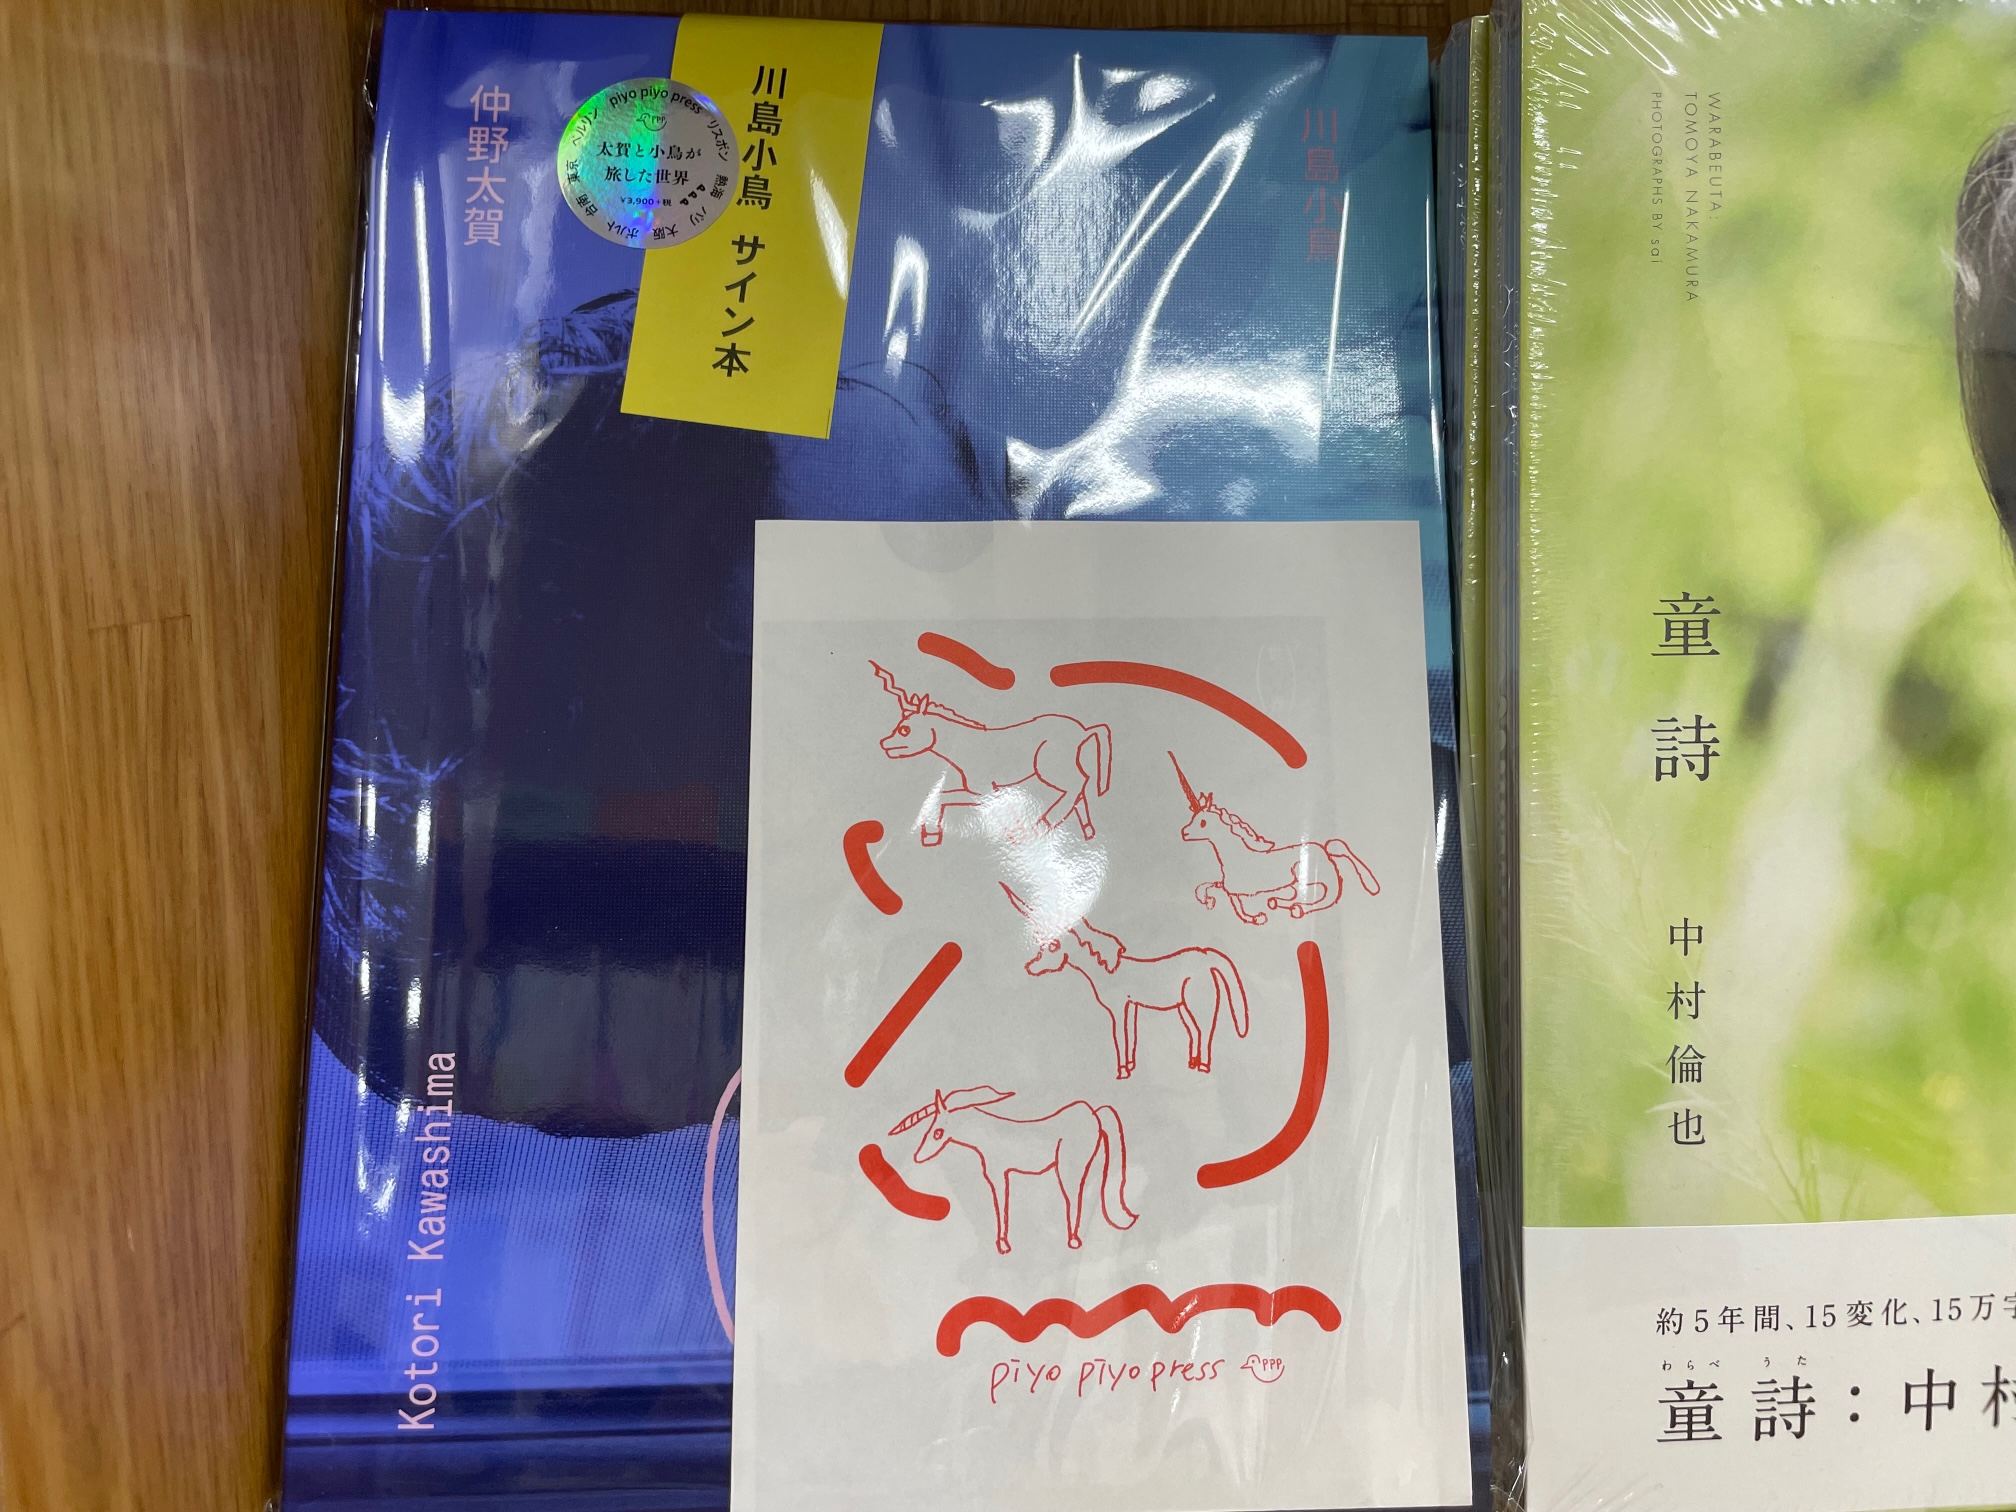 仲野太賀
piyo piyo press
PPP
太賀と小鳥が
旅した世界
¥3,900+税
リスボン 熱海 パリ 大阪 ポルト 台南 東京 ベルリン
PPP
川島小鳥 サイン本
川島小鳥
Kotori Kawashima
piyo piyo press
PPP
WARABEUTA:
TOMOYA NAKAMURA
PHOTOGRAPHS BY sai
童詩
中村倫也
約5年間、15変化、15万字
わらべ うた
童詩：中村